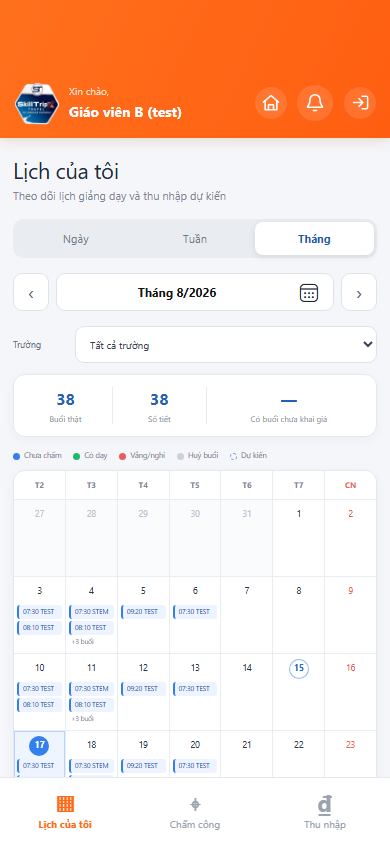 SkillTrip
Xin chào,
Giáo viên B (test)
Lịch của tôi
Theo dõi lịch giảng dạy và thu nhập dự kiến
Ngày Tuần Tháng
‹ Tháng 8/2026 ›
Trường Tất cả trường
38 38 —
Buổi thật Số tiết Có buổi chưa khai giá
Chưa chấm Có dạy Vắng/nghỉ Huỷ buổi Dự kiến
T2 T3 T4 T5 T6 T7 CN
27 28 29 30 31 1 2
3 4 5 6 7 8 9
07:30 TEST 07:30 STEM 09:20 TEST 07:30 TEST
08:10 TEST 08:10 TEST
+3 buổi
10 11 12 13 14 15 16
07:30 TEST 07:30 STEM 09:20 TEST 07:30 TEST
08:10 TEST 08:10 TEST
+3 buổi
17 18 19 20 21 22 23
07:30 TEST 07:30 STEM 09:20 TEST 07:30 TEST
Lịch của tôi Chấm công Thu nhập